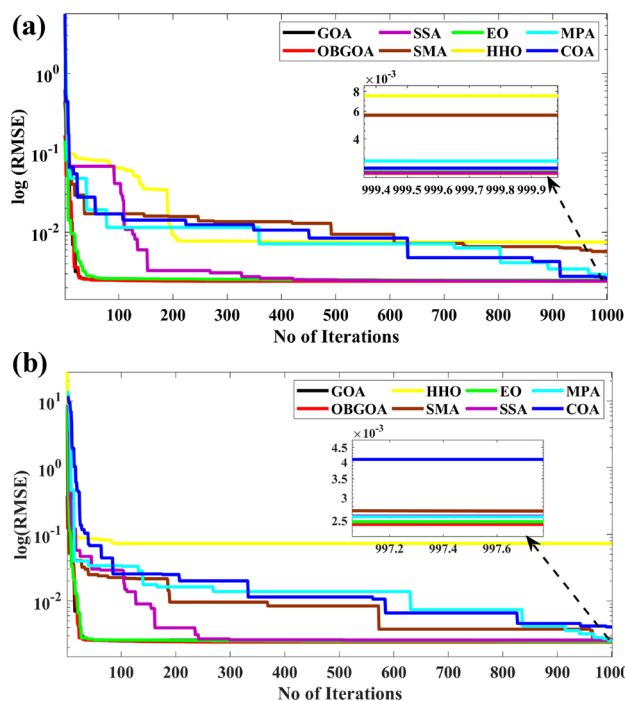 (a)
GOA SSA EO MPA
OBGOA SMA HHO COA
×10⁻³
8
6
4
999.4 999.5 999.6 999.7 999.8 999.9
10⁰
10⁻¹
10⁻²
log (RMSE)
100 200 300 400 500 600 700 800 900 1000
No of Iterations
(b)
GOA HHO EO MPA
OBGOA SMA SSA COA
×10⁻³
4.5
4
3.5
3
2.5
997.2 997.4 997.6
10¹
10⁰
10⁻¹
10⁻²
log(RMSE)
100 200 300 400 500 600 700 800 900 1000
No of Iterations